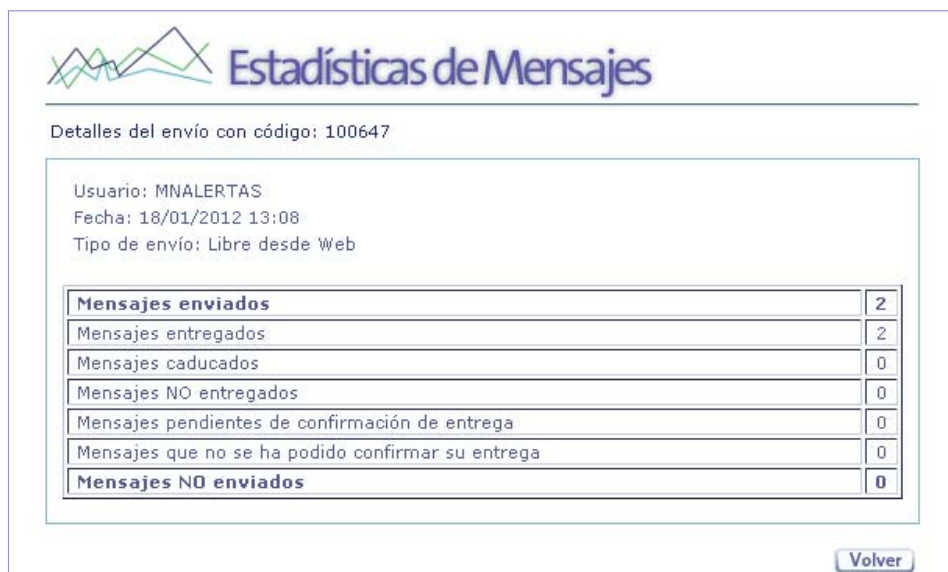 Estadísticas de Mensajes
Detalles del envío con código: 100647
Usuario: MNALERTAS
Fecha: 18/01/2012 13:08
Tipo de envío: Libre desde Web
Mensajes enviados 2
Mensajes entregados 2
Mensajes caducados 0
Mensajes NO entregados 0
Mensajes pendientes de confirmación de entrega 0
Mensajes que no se ha podido confirmar su entrega 0
Mensajes NO enviados 0
Volver